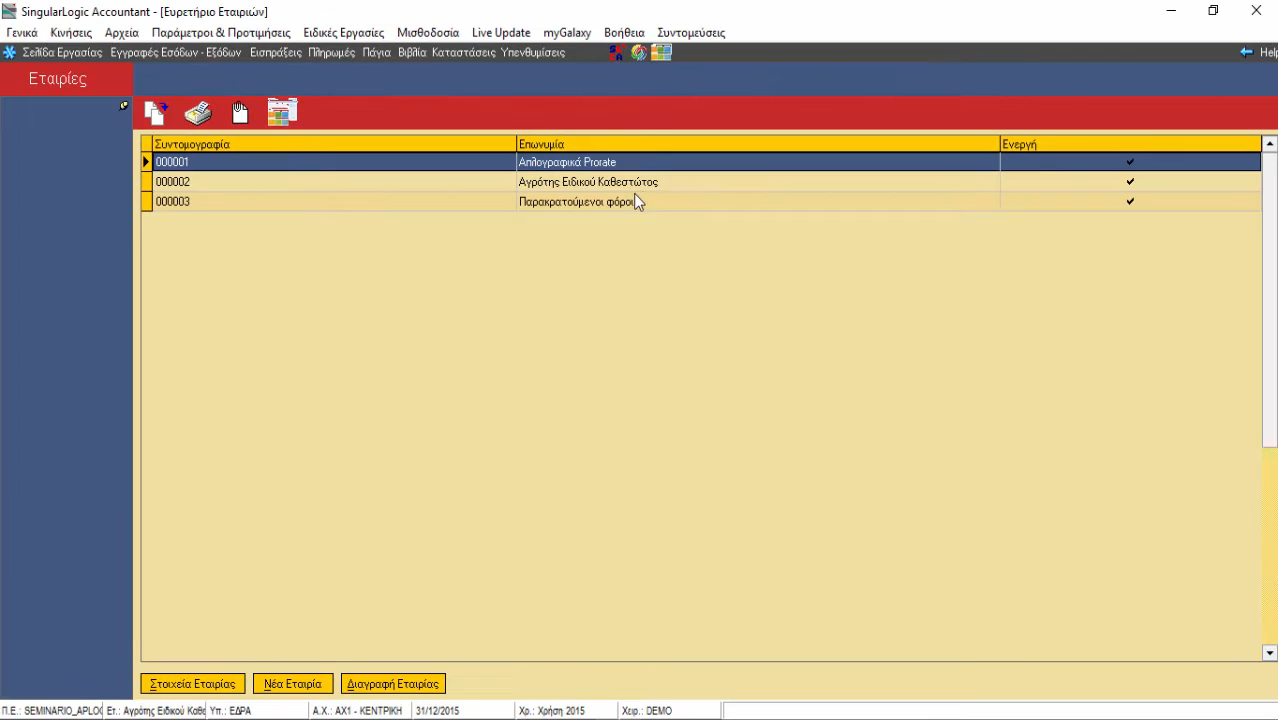 SingularLogic Accountant - [Ευρετήριο Εταιριών]
Γενικά Κινήσεις Αρχεία Παράμετροι & Προτιμήσεις Ειδικές Εργασίες Μισθοδοσία Live Update myGalaxy Βοήθεια Συντομεύσεις
Σελίδα Εργασίας Εγγραφές Εσόδων - Εξόδων Εισπράξεις Πληρωμές Πάγια Βιβλία Καταστάσεις Υπενθυμίσεις Help
Εταιρίες
Συντομογραφία Επωνυμία Ενεργή
000001 Απλογραφικά Prorate
000002 Αγρότης Ειδικού Καθεστώτος
000003 Παρακρατούμενοι φόροι
Στοιχεία Εταιρίας Νέα Εταιρία Διαγραφή Εταιρίας
Π.Ε.: SEMINARIO_APLOG Ετ.: Αγρότης Ειδικού Καθε Υπ.: ΕΔΡΑ Α.Χ.: ΑΧ1 - ΚΕΝΤΡΙΚΗ 31/12/2015 Χρ.: Χρήση 2015 Χειρ.: DEMO